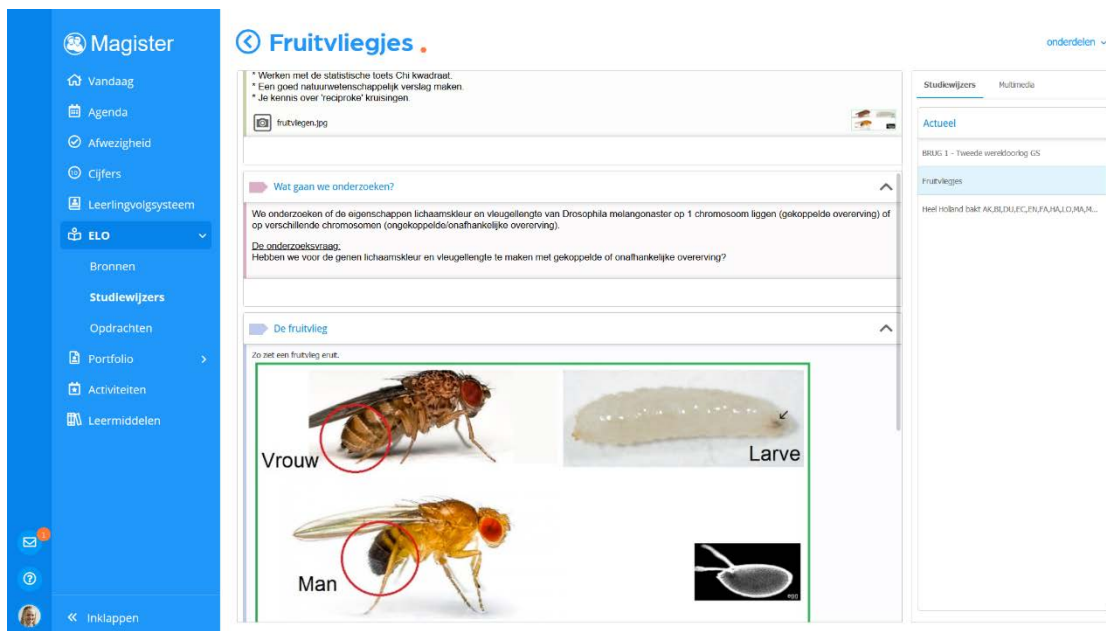 Magister
Vandaag
Agenda
Afwezigheid
Cijfers
Leerlingvolgsysteem
ELO
Bronnen
Studiewijzers
Opdrachten
Portfolio
Activiteiten
Leermiddelen
1
Inklappen
Fruitvliegjes .
onderdelen
* Werken met de statistische toets Chi kwadraat.
* Een goed natuurwetenschappelijk verslag maken.
* Je kennis over 'reciproke' kruisingen.
fruitvliegen.jpg
Wat gaan we onderzoeken?
We onderzoeken of de eigenschappen lichaamskleur en vleugellengte van Drosophila melangonaster op 1 chromosoom liggen (gekoppelde overerving) of
op verschillende chromosomen (ongekoppelde/onafhankelijke overerving).
De onderzoeksvraag:
Hebben we voor de genen lichaamskleur en vleugellengte te maken met gekoppelde of onafhankelijke overerving?
De fruitvlieg
Zo ziet een fruitvlieg eruit.
Vrouw
Larve
Man
egg
Studiewijzers
Multimedia
Actueel
BRUG 1 - Tweede wereldoorlog GS
Fruitvliegjes
Heel Holland bakt AK,BI,DU,EC,EN,FA,HA,LO,MA,M...